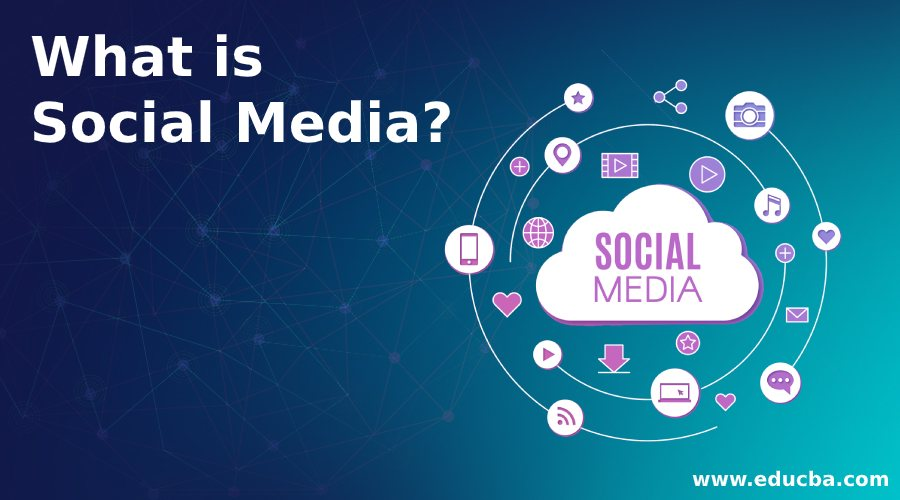 What is
Social Media?
SOCIAL
MEDIA
www.educba.com